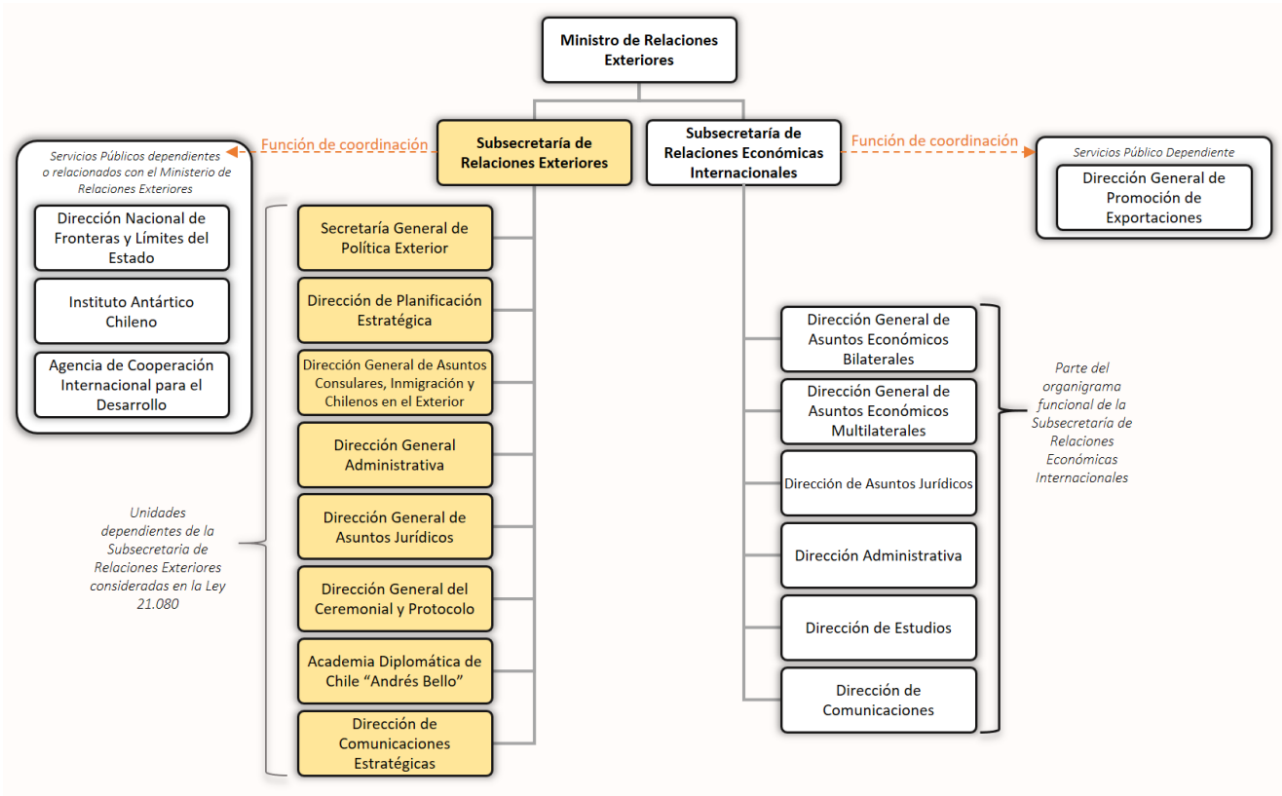 Ministro de Relaciones
Exteriores
Subsecretaría de
Relaciones Exteriores
Subsecretaría de
Relaciones Económicas
Internacionales
Función de coordinación
Función de coordinación
Servicios Públicos dependientes
o relacionados con el Ministerio de
Relaciones Exteriores
Dirección Nacional de
Fronteras y Límites del
Estado
Instituto Antártico
Chileno
Agencia de Cooperación
Internacional para el
Desarrollo
Servicios Público Dependiente
Dirección General de
Promoción de
Exportaciones
Secretaría General de
Política Exterior
Dirección de Planificación
Estratégica
Dirección General de Asuntos
Consulares, Inmigración y
Chilenos en el Exterior
Dirección General
Administrativa
Dirección General de
Asuntos Jurídicos
Dirección General del
Ceremonial y Protocolo
Academia Diplomática de
Chile “Andrés Bello”
Dirección de
Comunicaciones
Estratégicas
Unidades
dependientes de la
Subsecretaria de
Relaciones Exteriores
consideradas en la Ley
21.080
Dirección General de
Asuntos Económicos
Bilaterales
Dirección General de
Asuntos Económicos
Multilaterales
Dirección de Asuntos Jurídicos
Dirección Administrativa
Dirección de Estudios
Dirección de
Comunicaciones
Parte del
organigrama
funcional de la
Subsecretaría de
Relaciones
Económicas
Internacionales